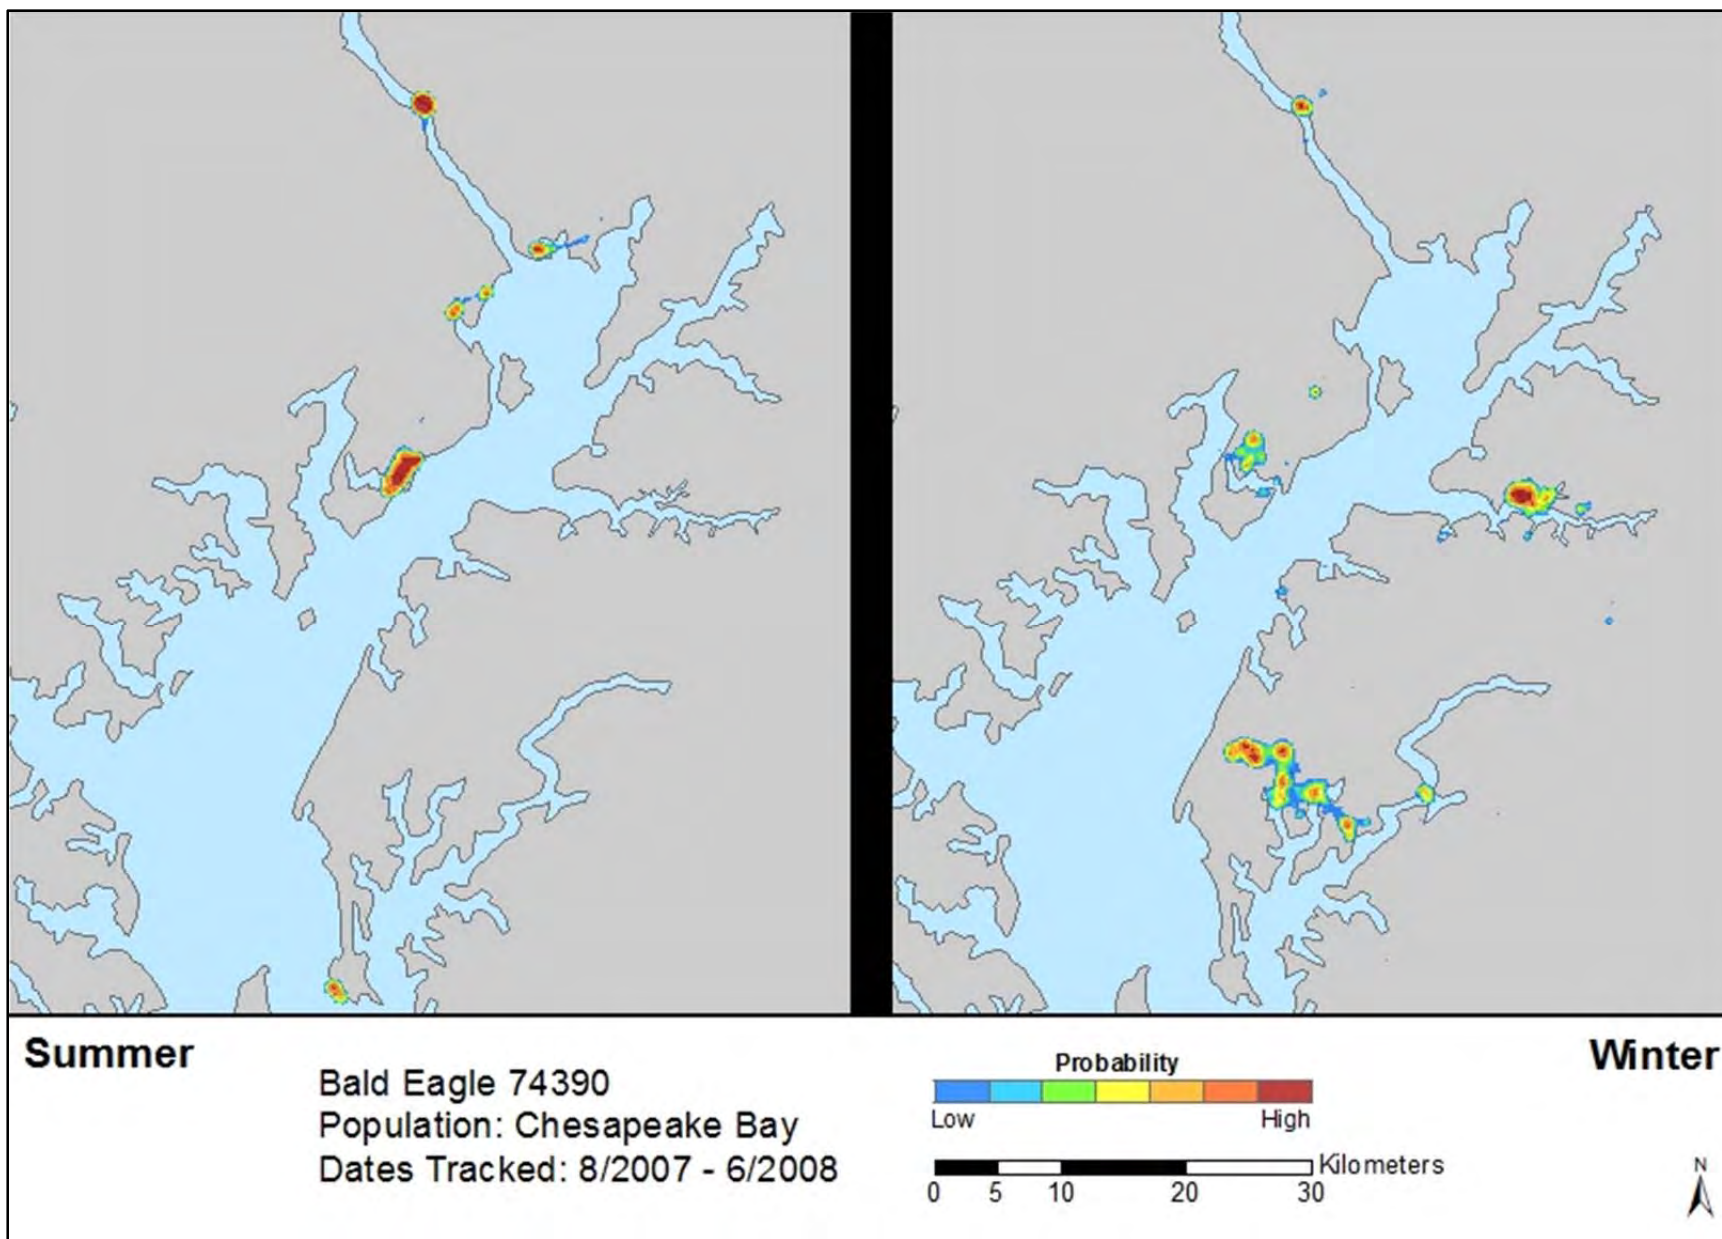 Summer
Winter
Bald Eagle 74390
Population: Chesapeake Bay
Dates Tracked: 8/2007 - 6/2008
Probability
Low High
Kilometers
0 5 10 20 30
N